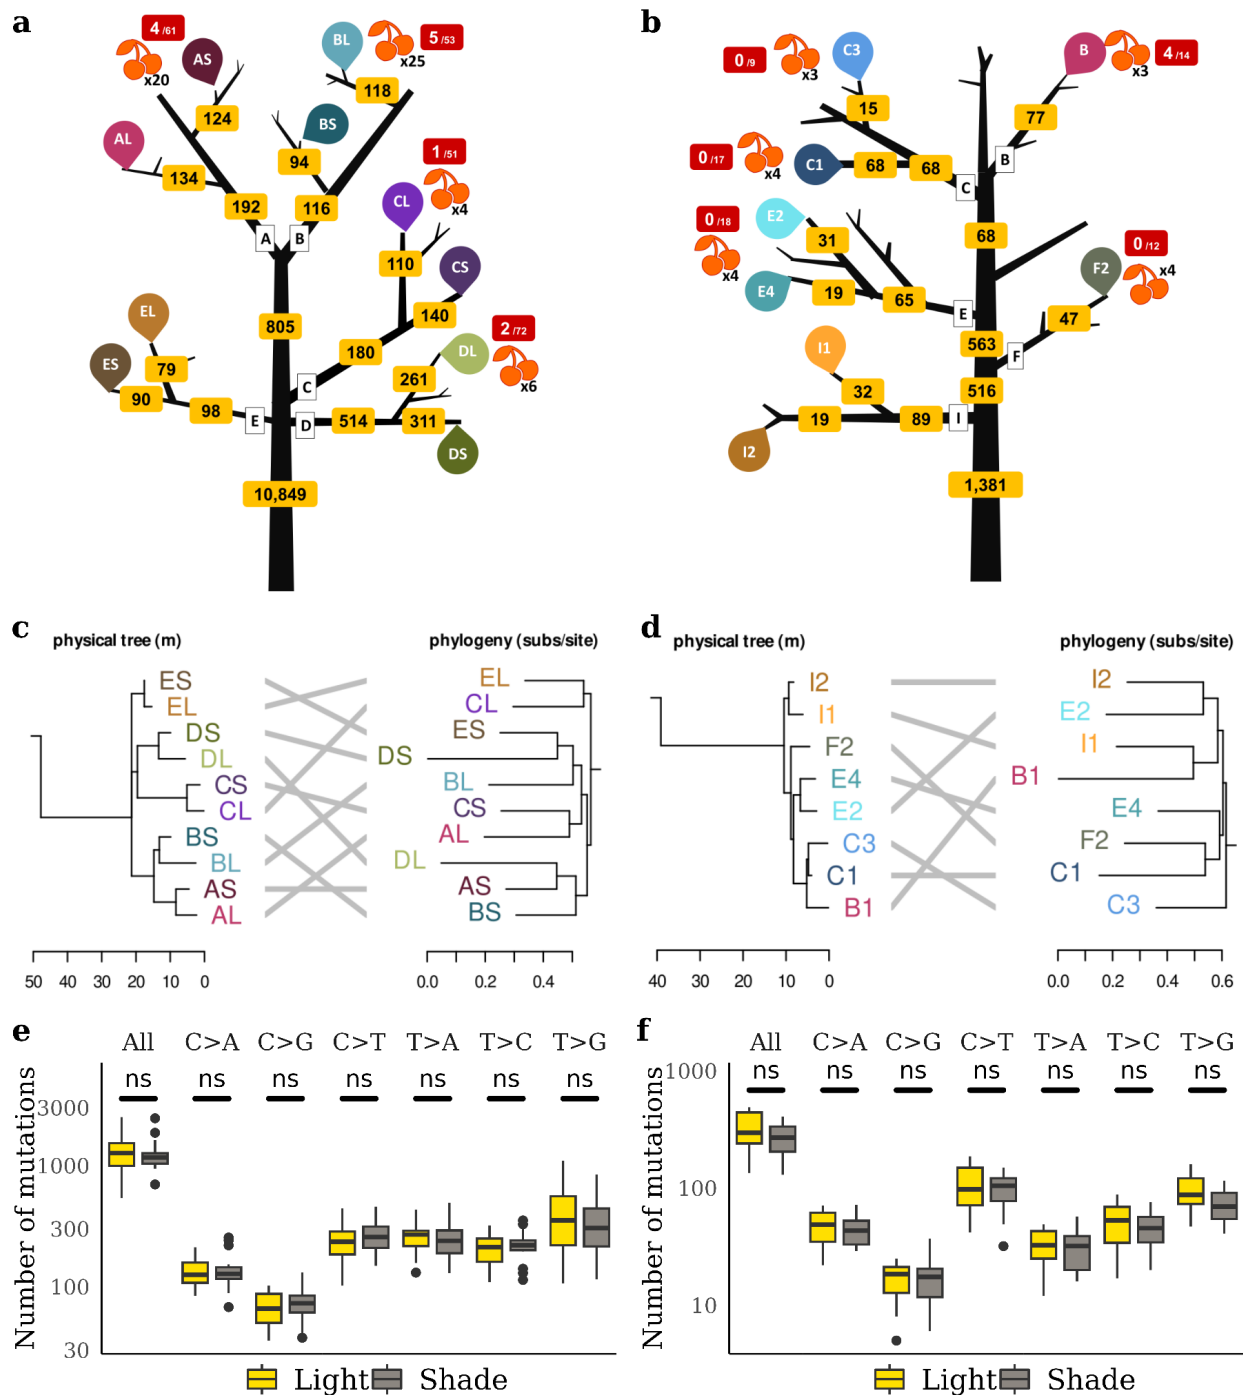 a
4 /61
x20
AS
BL
x25
5 /53
124
118
AL
BS
134
94
1 /51
x4
192
116
CL
A
B
110
CS
805
140
EL
180
2 /72
DL
x6
ES
79
261
90
98
C
E
D
514
311
DS
10,849
b
0 /9
x3
C3
B
x3
4 /14
15
77
0 /17
x4
C1
68
68
B
C
0 /18
x4
E2
31
68
0 /12
F2
x4
E4
19
65
E
47
I1
563
F
32
516
19
89
I
I2
1,381
c
physical tree (m)
phylogeny (subs/site)
ES
EL
DS
DL
CS
CL
BS
BL
AS
AL
EL
CL
ES
DS
BL
CS
AL
DL
AS
BS
50 40 30 20 10 0
0.0 0.4
d
physical tree (m)
phylogeny (subs/site)
I2
I1
F2
E4
E2
C3
C1
B1
I2
E2
I1
B1
E4
F2
C1
C3
40 30 20 10 0
0.0 0.2 0.4 0.6
e
All C>A C>G C>T T>A T>C T>G
ns ns ns ns ns ns ns
Number of mutations
3000
1000
300
100
30
Light Shade
f
All C>A C>G C>T T>A T>C T>G
ns ns ns ns ns ns ns
Number of mutations
1000
100
10
Light Shade